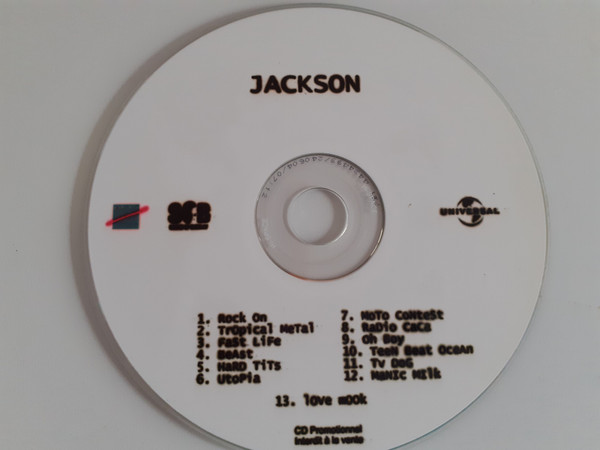 JACKSON
UNIVERSAL
1. Rock On
2. TrOpical MeTal
3. FaSt LiFe
4. BeAst
5. HaRD TiTs
6. UtoPia
7. MoTo CoNteSt
8. RaDio CaCa
9. oh Boy
10. TeeN Beat OceAn
11. Tv DoG
12. MaNIC MIlk
13. love mOOk
CD Promotionnel
Interdit à la vente